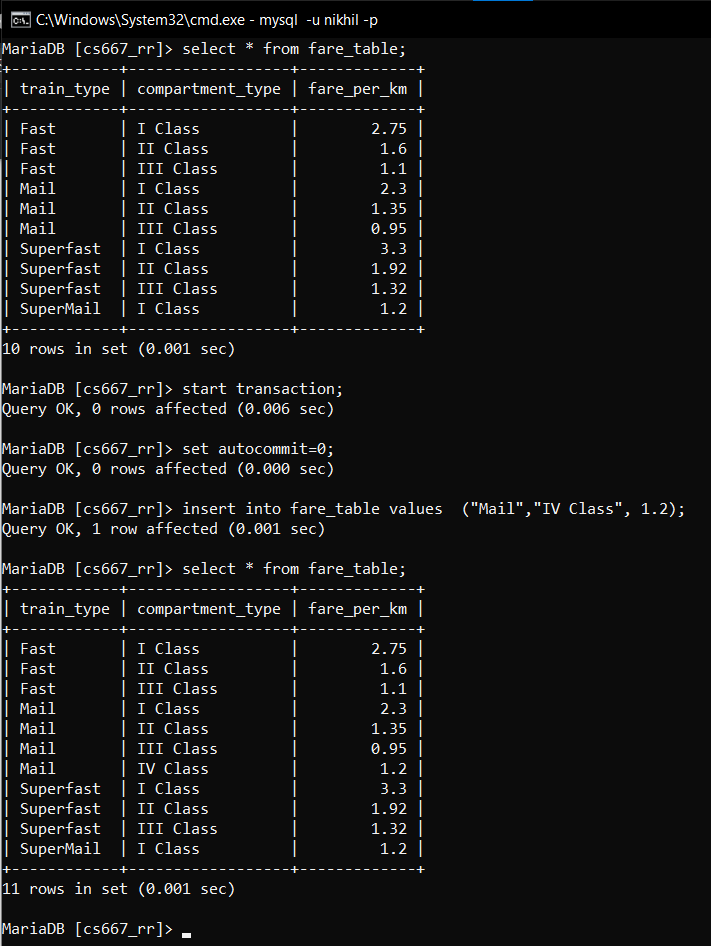 C:\Windows\System32\cmd.exe - mysql  -u nikhil -p
MariaDB [cs667_rr]> select * from fare_table;
+------------+------------------+-------------+
| train_type | compartment_type | fare_per_km |
+------------+------------------+-------------+
| Fast       | I Class          |        2.75 |
| Fast       | II Class         |         1.6 |
| Fast       | III Class        |         1.1 |
| Mail       | I Class          |         2.3 |
| Mail       | II Class         |        1.35 |
| Mail       | III Class        |        0.95 |
| Superfast  | I Class          |         3.3 |
| Superfast  | II Class         |        1.92 |
| Superfast  | III Class        |        1.32 |
| SuperMail  | I Class          |         1.2 |
+------------+------------------+-------------+
10 rows in set (0.001 sec)
MariaDB [cs667_rr]> start transaction;
Query OK, 0 rows affected (0.006 sec)
MariaDB [cs667_rr]> set autocommit=0;
Query OK, 0 rows affected (0.000 sec)
MariaDB [cs667_rr]> insert into fare_table values  ("Mail","IV Class", 1.2);
Query OK, 1 row affected (0.001 sec)
MariaDB [cs667_rr]> select * from fare_table;
+------------+------------------+-------------+
| train_type | compartment_type | fare_per_km |
+------------+------------------+-------------+
| Fast       | I Class          |        2.75 |
| Fast       | II Class         |         1.6 |
| Fast       | III Class        |         1.1 |
| Mail       | I Class          |         2.3 |
| Mail       | II Class         |        1.35 |
| Mail       | III Class        |        0.95 |
| Mail       | IV Class         |         1.2 |
| Superfast  | I Class          |         3.3 |
| Superfast  | II Class         |        1.92 |
| Superfast  | III Class        |        1.32 |
| SuperMail  | I Class          |         1.2 |
+------------+------------------+-------------+
11 rows in set (0.001 sec)
MariaDB [cs667_rr]> _